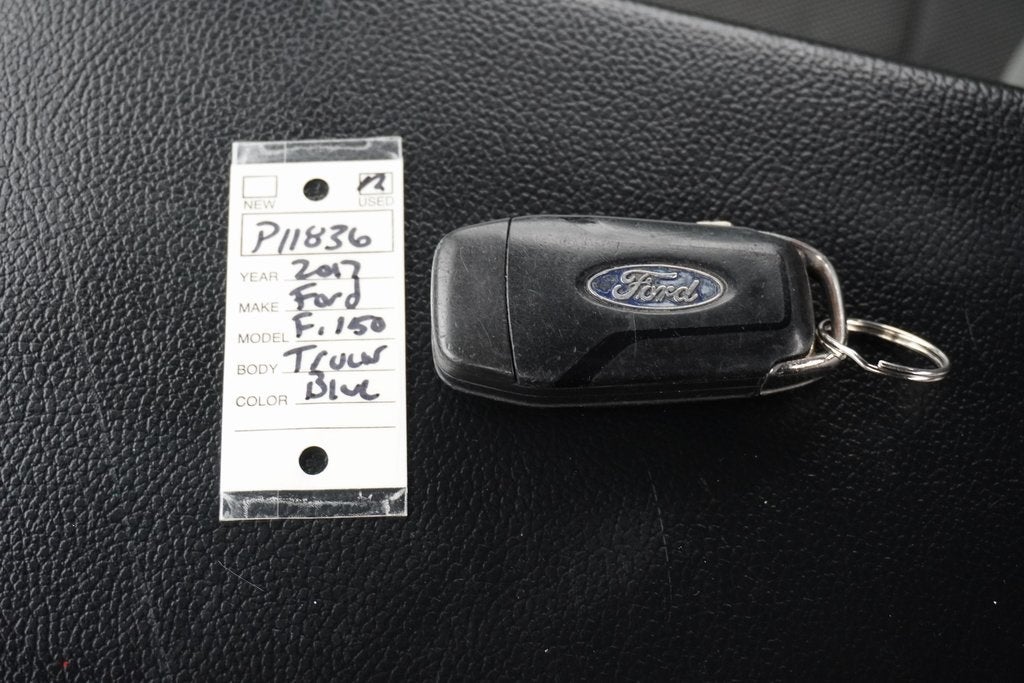 NEW
USED
P11836
YEAR 2017
MAKE Ford
MODEL F.150
BODY Truck
COLOR Blue
Ford